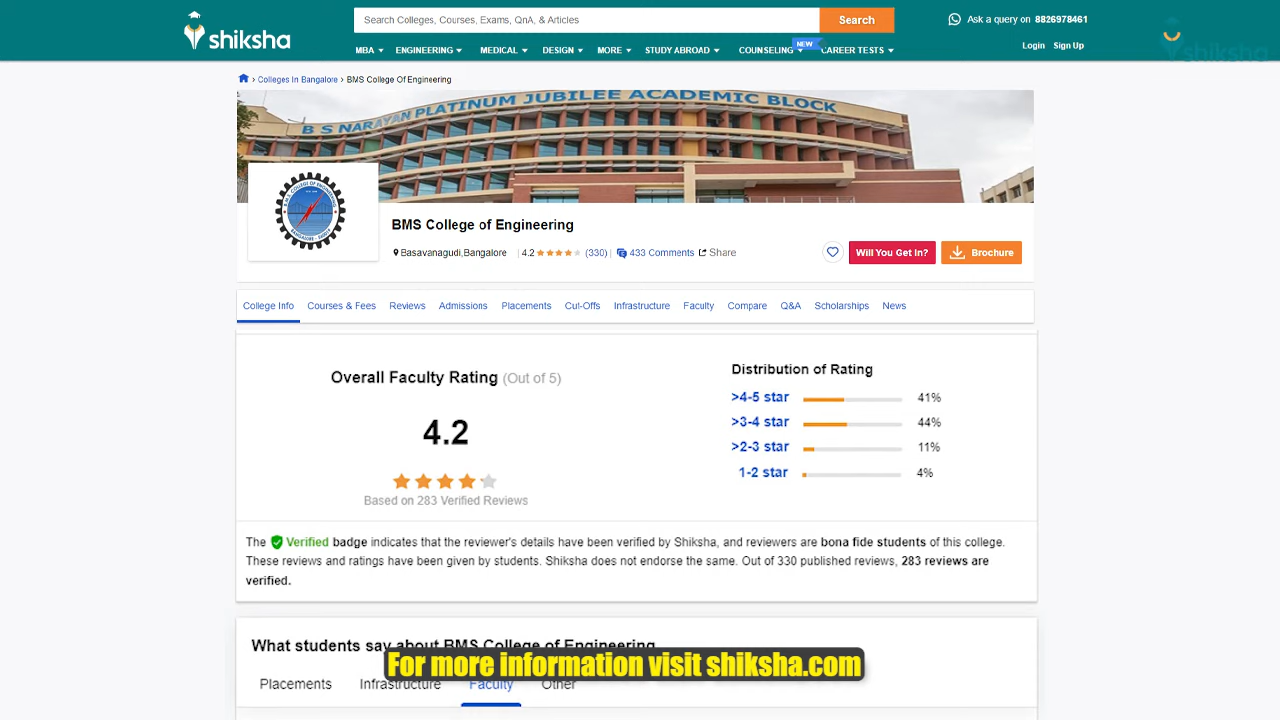 shiksha
Search Colleges, Courses, Exams, QnA, & Articles
Search
Ask a query on 8826978461
MBA ENGINEERING MEDICAL DESIGN MORE STUDY ABROAD COUNSELING NEW CAREER TESTS
Login Sign Up
shiksha
› Colleges In Bangalore › BMS College Of Engineering
B S NARAYAN PLATINUM JUBILEE ACADEMIC BLOCK
BMS College of Engineering
Basavanagudi,Bangalore | 4.2 (330) | 433 Comments Share
Will You Get In?
Brochure
College Info Courses & Fees Reviews Admissions Placements Cut-Offs Infrastructure Faculty Compare Q&A Scholarships News
Overall Faculty Rating (Out of 5)
4.2
Based on 283 Verified Reviews
Distribution of Rating
>4-5 star 41%
>3-4 star 44%
>2-3 star 11%
1-2 star 4%
The Verified badge indicates that the reviewer's details have been verified by Shiksha, and reviewers are bona fide students of this college.
These reviews and ratings have been given by students. Shiksha does not endorse the same. Out of 330 published reviews, 283 reviews are
verified.
What students say about BMS College of Engineering
For more information visit shiksha.com
Placements Infrastructure Faculty Other